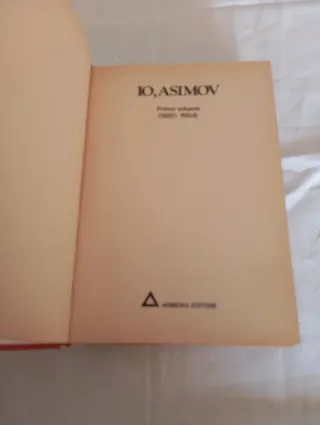 IO, ASIMOV
Primo volume
(1920-1954)
ARMENIA EDITORE